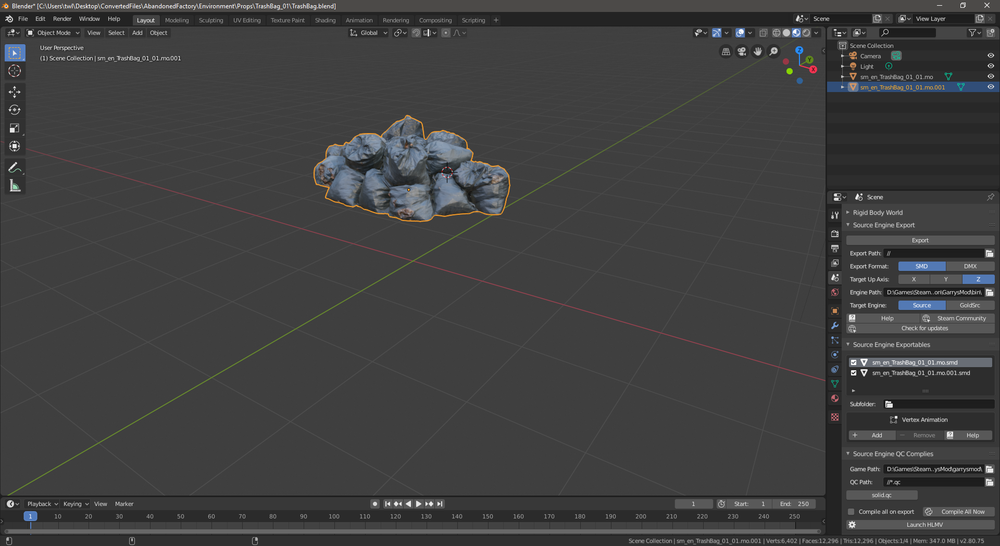 Blender* [C:\Users\twl\Desktop\ConvertedFiles\AbandonedFactory\Environment\Props\TrashBag_01\TrashBag.blend]
File Edit Render Window Help Layout Modeling Sculpting UV Editing Texture Paint Shading Animation Rendering Compositing Scripting + Scene View Layer
Object Mode View Select Add Object Global
User Perspective
(1) Scene Collection | sm_en_TrashBag_01_01.mo.001
Z
Y
X
Scene Collection
Camera
Light
sm_en_TrashBag_01_01.mo
sm_en_TrashBag_01_01.mo.001
Scene
Rigid Body World
Source Engine Export
Export
Export Path: //
Export Format: SMD DMX
Target Up Axis: X Y Z
Engine Path: D:\Games\Steam..on\GarrysMod\bin\
Target Engine: Source GoldSrc
Help Steam Community
Check for updates
Source Engine Exportables
sm_en_TrashBag_01_01.mo.smd
sm_en_TrashBag_01_01.mo.001.smd
Subfolder:
Vertex Animation
+ Add − Remove Help
Source Engine QC Complies
Game Path: D:\Games\Steam..ysMod\garrysmod\
QC Path: //*.qc
solid.qc
Compile all on export Compile All Now
Launch HLMV
Playback Keying View Marker 1 Start: 1 End: 250
1 10 20 30 40 50 60 70 80 90 100 110 120 130 140 150 160 170 180 190 200 210 220 230 240 250
Scene Collection | sm_en_TrashBag_01_01.mo.001 | Verts:6,402 | Faces:12,296 | Tris:12,296 | Objects:1/4 | Mem: 347.0 MB | v2.80.75